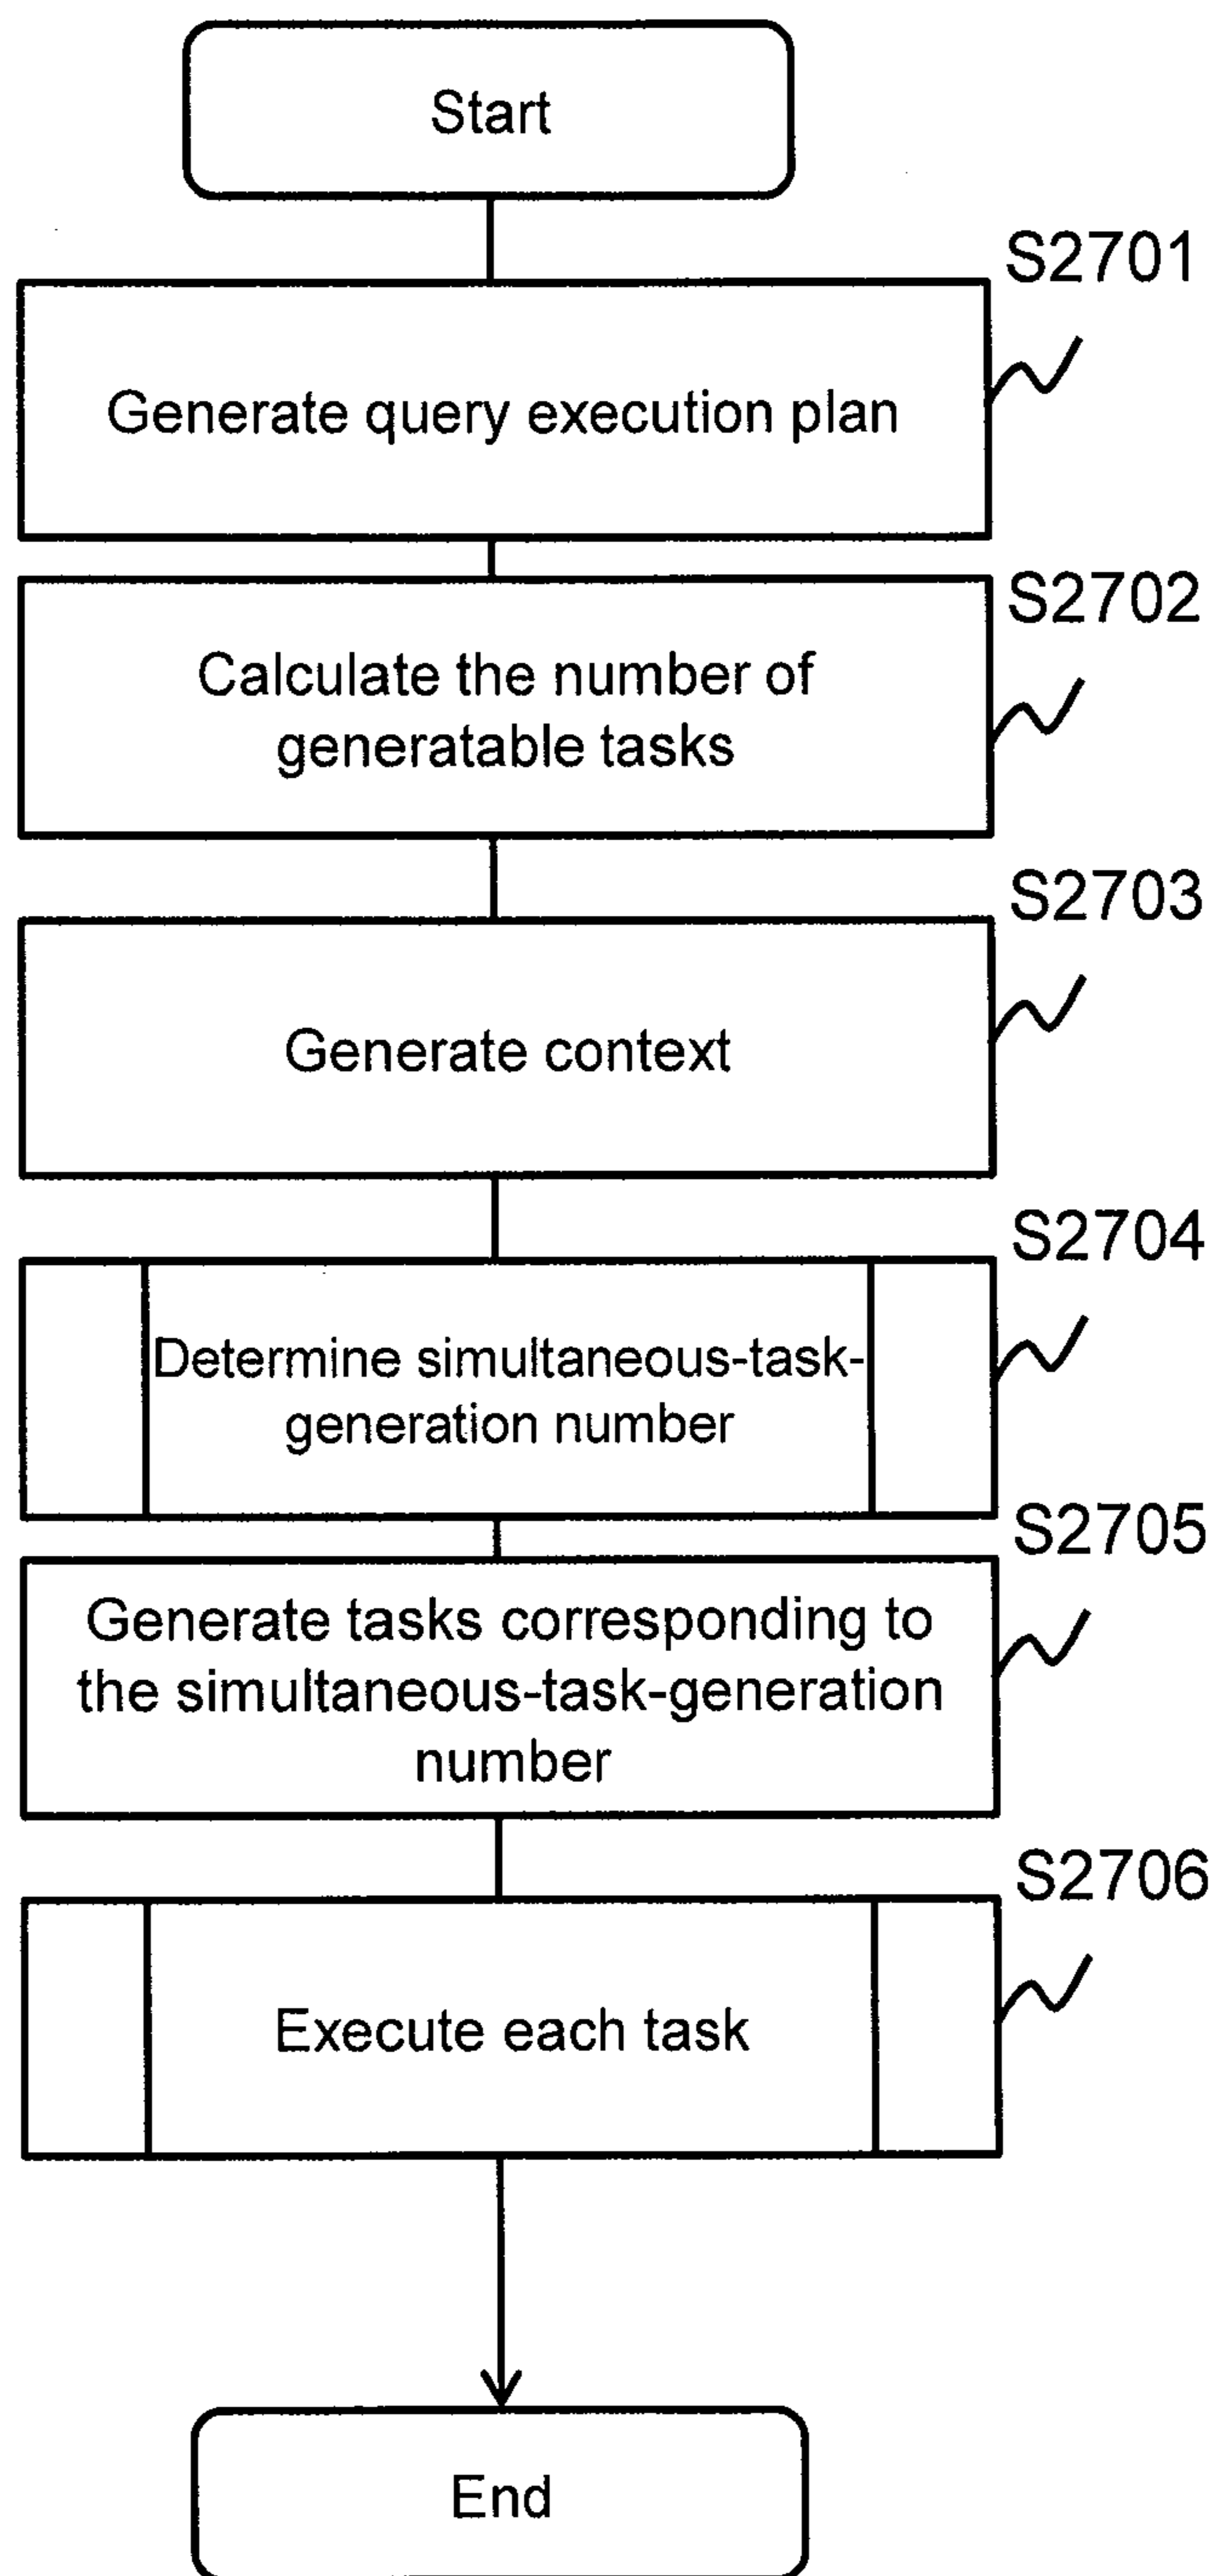 Start
S2701
Generate query execution plan
S2702
Calculate the number of
generatable tasks
S2703
Generate context
S2704
Determine simultaneous-task-
generation number
S2705
Generate tasks corresponding to
the simultaneous-task-generation
number
S2706
Execute each task
End